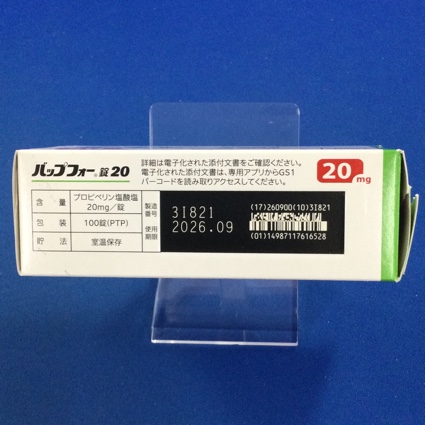 バップフォー®錠20
詳細は電子化された添付文書をご確認ください。
電子化された添付文書は、専用アプリからGS1
バーコードを読み取りアクセスしてください。
20mg
含量 プロピベリン塩酸塩
20mg/錠
包装 100錠(PTP)
貯法 室温保存
製造番号 3I821
使用期限 2026.09
(17)260900(10)3I821
(01)14987117616528